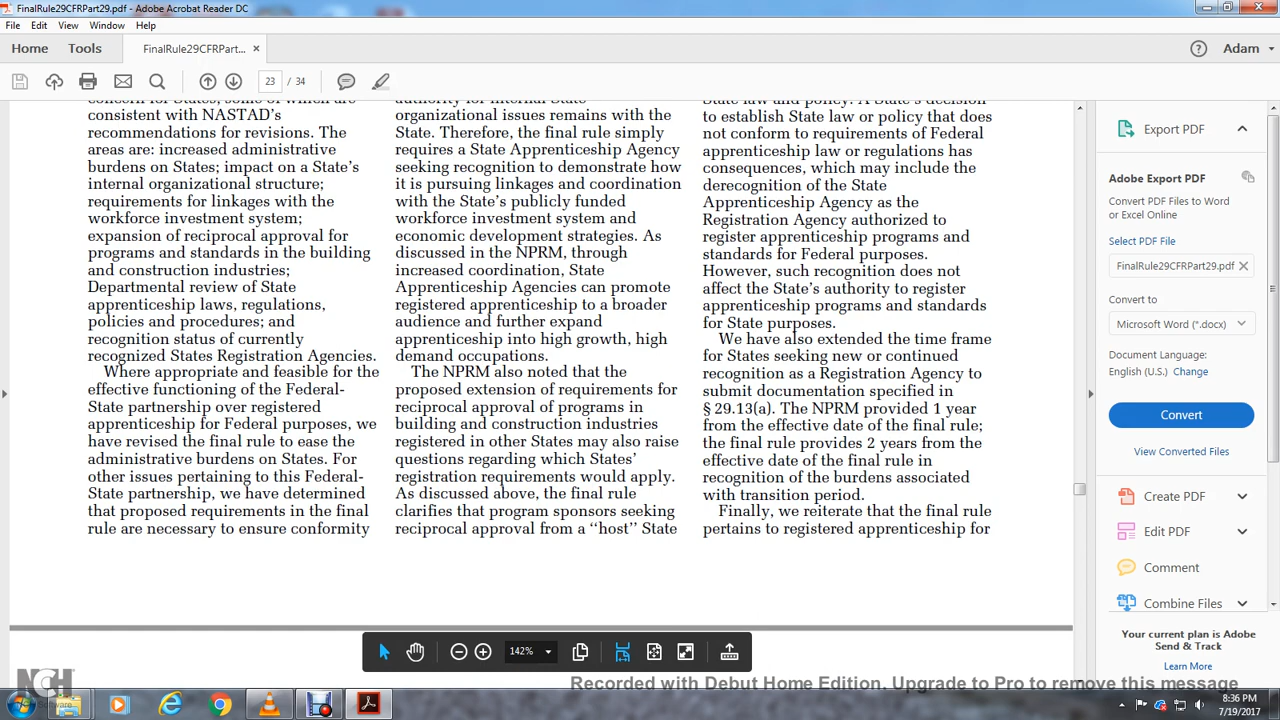 FinalRule29CFRPart29.pdf - Adobe Acrobat Reader DC
File Edit View Window Help
Home Tools FinalRule29CFRPart... × Adam
23 / 34
concern for States, some of which are
consistent with NASTAD's
recommendations for revisions. The
areas are: increased administrative
burdens on States; impact on a State's
internal organizational structure;
requirements for linkages with the
workforce investment system;
expansion of reciprocal approval for
programs and standards in the building
and construction industries;
Departmental review of State
apprenticeship laws, regulations,
policies and procedures; and
recognition status of currently
recognized States Registration Agencies.
Where appropriate and feasible for the
effective functioning of the Federal-
State partnership over registered
apprenticeship for Federal purposes, we
have revised the final rule to ease the
administrative burdens on States. For
other issues pertaining to this Federal-
State partnership, we have determined
that proposed requirements in the final
rule are necessary to ensure conformity
authority for internal State
organizational issues remains with the
State. Therefore, the final rule simply
requires a State Apprenticeship Agency
seeking recognition to demonstrate how
it is pursuing linkages and coordination
with the State's publicly funded
workforce investment system and
economic development strategies. As
discussed in the NPRM, through
increased coordination, State
Apprenticeship Agencies can promote
registered apprenticeship to a broader
audience and further expand
apprenticeship into high growth, high
demand occupations.
The NPRM also noted that the
proposed extension of requirements for
reciprocal approval of programs in
building and construction industries
registered in other States may also raise
questions regarding which States'
registration requirements would apply.
As discussed above, the final rule
clarifies that program sponsors seeking
reciprocal approval from a ‘‘host’’ State
State law and policy. A State's decision
to establish State law or policy that does
not conform to requirements of Federal
apprenticeship law or regulations has
consequences, which may include the
derecognition of the State
Apprenticeship Agency as the
Registration Agency authorized to
register apprenticeship programs and
standards for Federal purposes.
However, such recognition does not
affect the State's authority to register
apprenticeship programs and standards
for State purposes.
We have also extended the time frame
for States seeking new or continued
recognition as a Registration Agency to
submit documentation specified in
§ 29.13(a). The NPRM provided 1 year
from the effective date of the final rule;
the final rule provides 2 years from the
effective date of the final rule in
recognition of the burdens associated
with transition period.
Finally, we reiterate that the final rule
pertains to registered apprenticeship for
Export PDF
Adobe Export PDF
Convert PDF Files to Word
or Excel Online
Select PDF File
FinalRule29CFRPart29.pdf ×
Convert to
Microsoft Word (*.docx)
Document Language:
English (U.S.) Change
Convert
View Converted Files
Create PDF
Edit PDF
Comment
Combine Files
Your current plan is Adobe
Send & Track
Learn More
142%
NCH
Software
Recorded with Debut Home Edition. Upgrade to Pro to remove this message
8:36 PM
7/19/2017